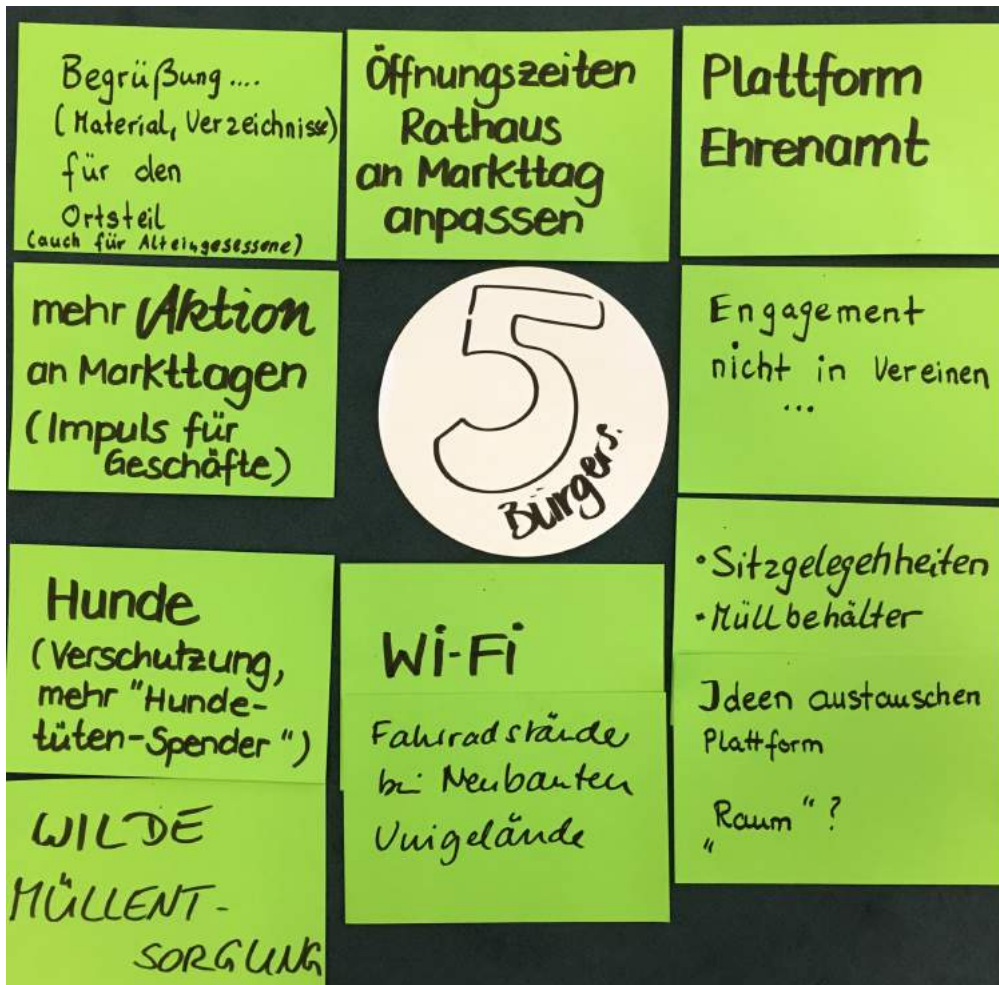 Begrüßung....
(Material, Verzeichnisse)
für den
Ortsteil
(auch für Alteingesessene)
Öffnungszeiten
Rathaus
an Markttag
anpassen
Plattform
Ehrenamt
mehr Aktion
an Markttagen
(Impuls für
Geschäfte)
5
Bürgers.
Engagement
nicht in Vereinen
...
Hunde
(Verschutzung,
mehr "Hunde-
tüten-Spender")
Wi-Fi
•Sitzgelegenheiten
•Müllbehälter
Fahrradstände
bei Neubauten
Unigelände
Ideen austauschen
Plattform
„Raum“?
WILDE
MÜLLENT-
SORGUNG